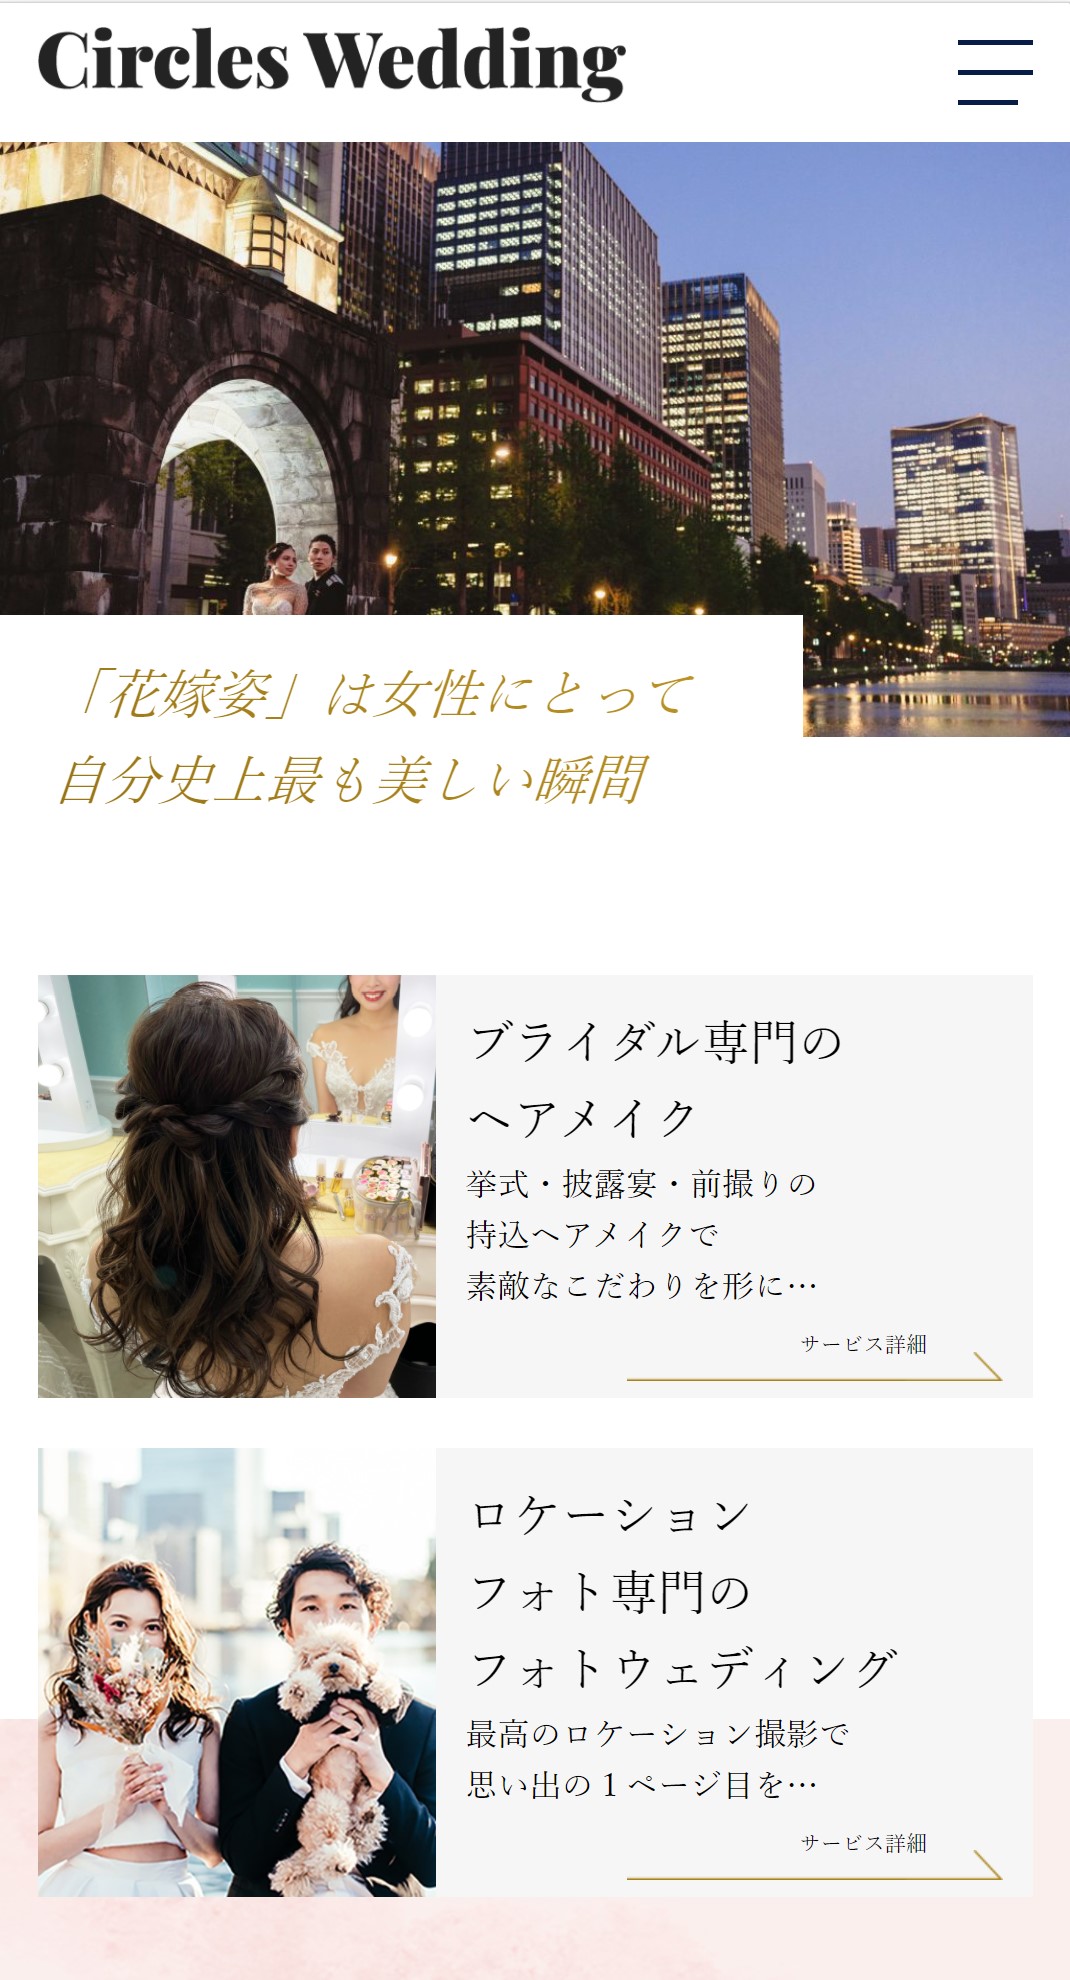 Circles Wedding
「花嫁姿」は女性にとって
自分史上最も美しい瞬間
ブライダル専門の
ヘアメイク
挙式・披露宴・前撮りの
持込ヘアメイクで
素敵なこだわりを形に…
サービス詳細
ロケーション
フォト専門の
フォトウェディング
最高のロケーション撮影で
思い出の１ページ目を…
サービス詳細